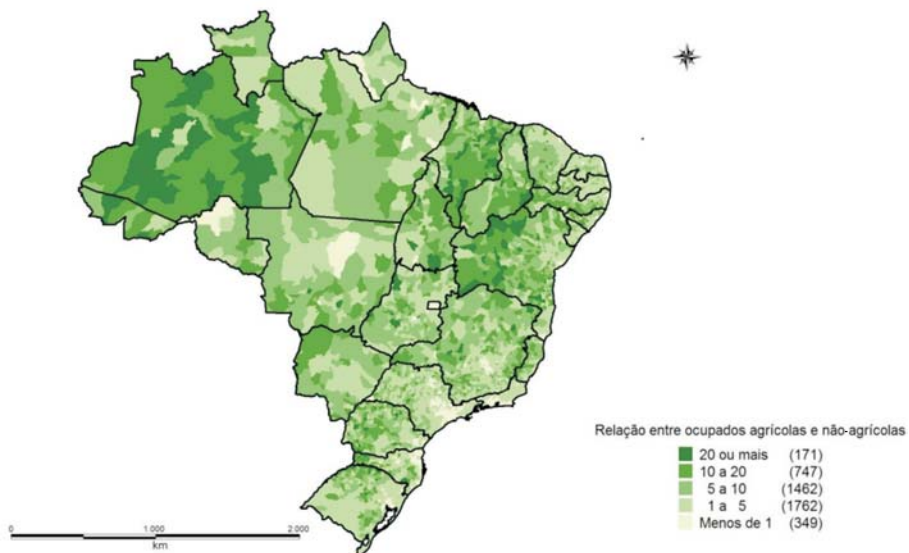 Relação entre ocupados agrícolas e não-agrícolas
20 ou mais (171)
10 a 20 (747)
5 a 10 (1462)
1 a 5 (1762)
Menos de 1 (349)
0 1 000 2 000
km